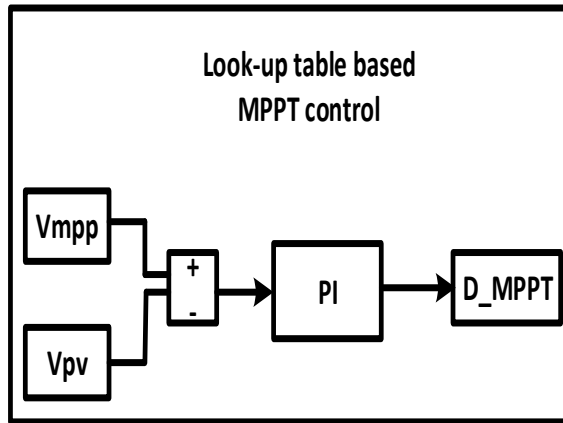 Look-up table based
MPPT control
Vmpp
+
-
PI
D_MPPT
Vpv